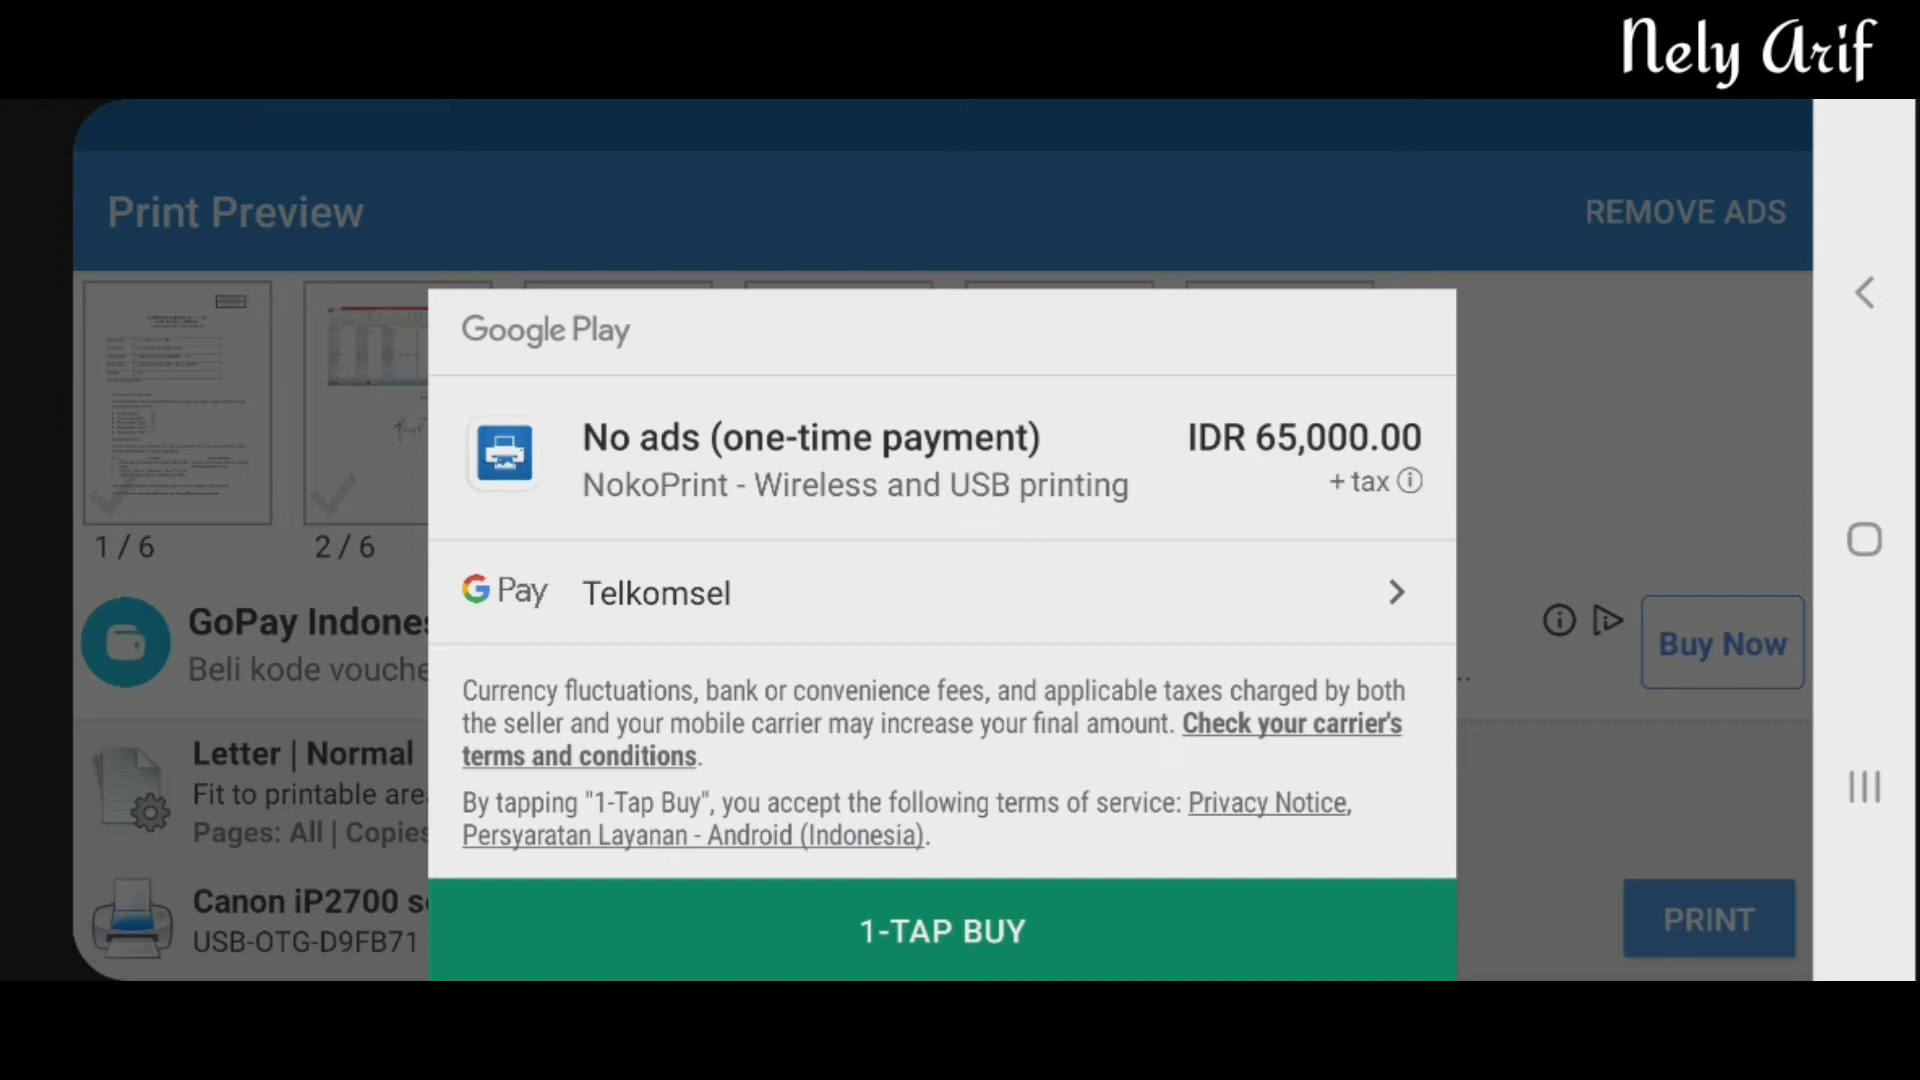 Nely Arif
Print Preview
REMOVE ADS
1 / 6
2 / 6
GoPay Indones
Beli kode vouche
..
Buy Now
Letter | Normal
Fit to printable are
Pages: All | Copies
Canon iP2700 s
USB-OTG-D9FB71
PRINT
Google Play
No ads (one-time payment)
IDR 65,000.00
NokoPrint - Wireless and USB printing
+ tax
G Pay
Telkomsel
Currency fluctuations, bank or convenience fees, and applicable taxes charged by both
the seller and your mobile carrier may increase your final amount. Check your carrier's
terms and conditions.
By tapping "1-Tap Buy", you accept the following terms of service: Privacy Notice,
Persyaratan Layanan - Android (Indonesia).
1-TAP BUY